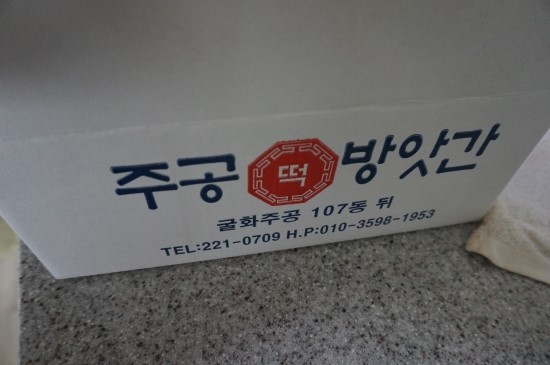 주공 떡 방앗간
굴화주공 107동 뒤
TEL:221-0709 H.P:010-3598-1953